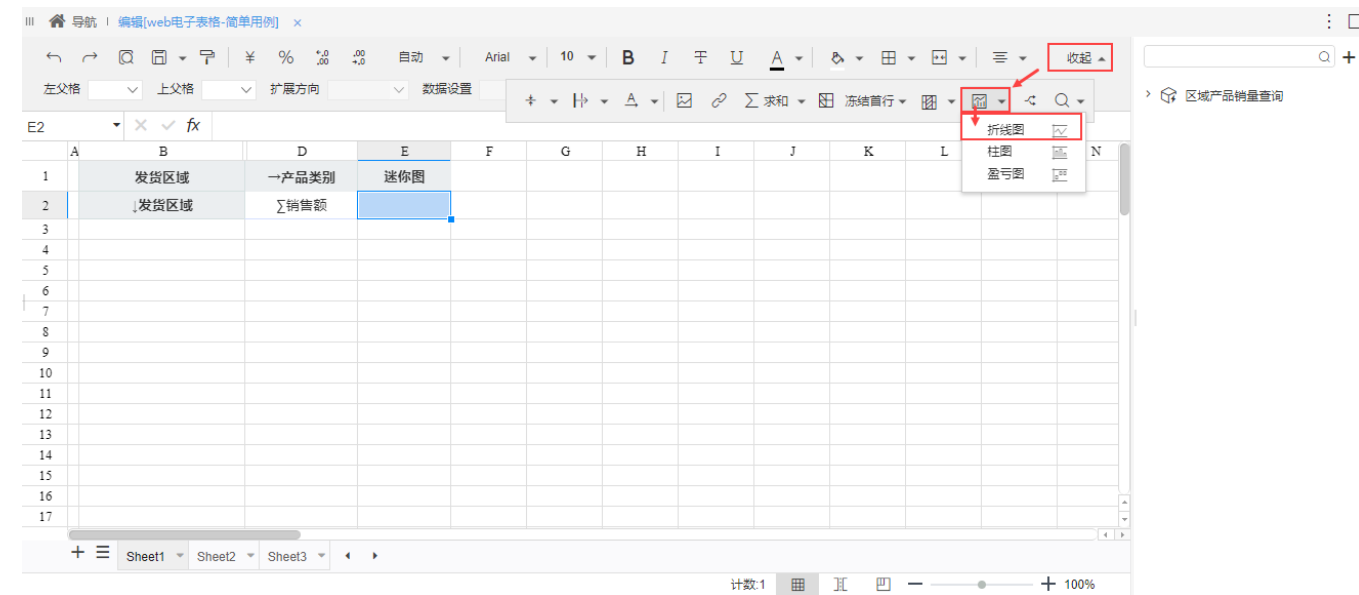 导航 编辑[web电子表格-简单用例] ×
¥ % 自动 Arial 10 B I T U A 收起
左父格 上父格 扩展方向 数据设置
A ∑ 求和 冻结首行
折线图
柱图
盈亏图
区域产品销量查询
E2 fx
A B D E F G H I J K L N
1 发货区域 →产品类别 迷你图
2 ↓发货区域 ∑销售额
3
4
5
6
7
8
9
10
11
12
13
14
15
16
17
Sheet1 Sheet2 Sheet3
计数:1 100%